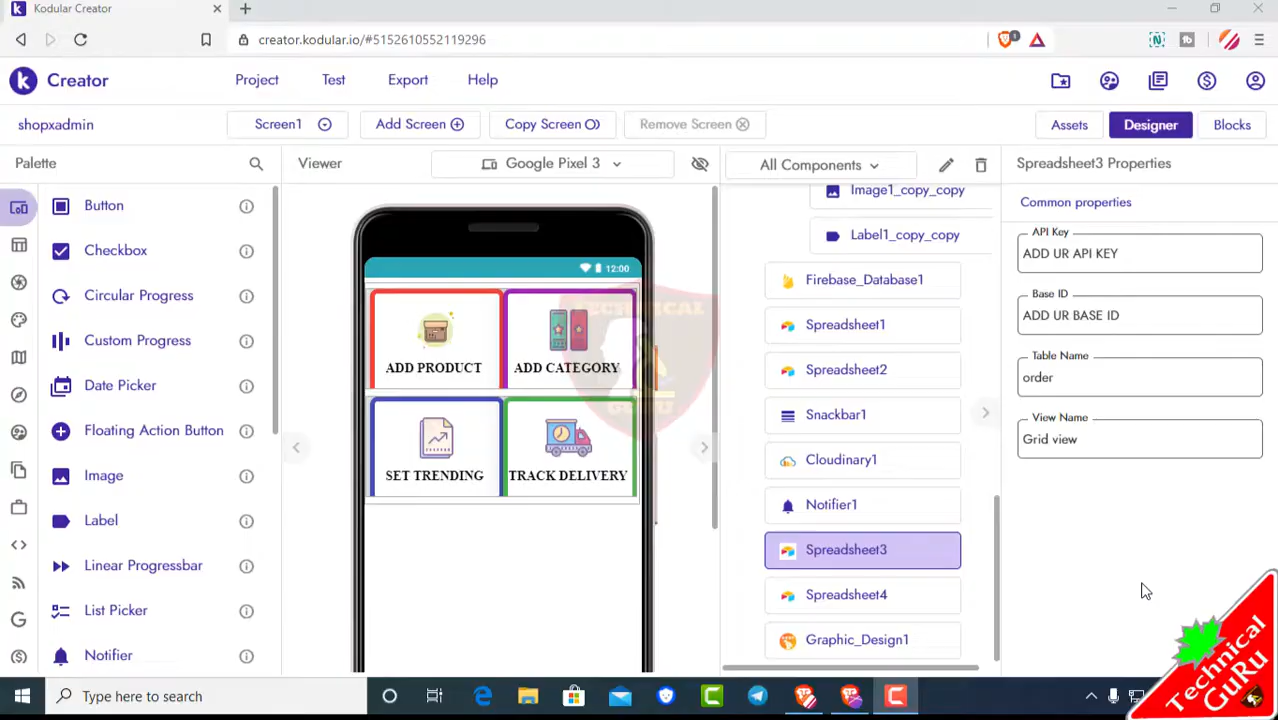 Kodular Creator
creator.kodular.io/#5152610552119296
1
Creator
Project
Test
Export
Help
shopxadmin
Screen1
Add Screen
Copy Screen
Remove Screen
Assets
Designer
Blocks
Palette
Viewer
Google Pixel 3
All Components
Spreadsheet3 Properties
Button
Checkbox
Circular Progress
Custom Progress
Date Picker
Floating Action Button
Image
Label
Linear Progressbar
List Picker
Notifier
12:00
TECHNICAL
GURU
ADD PRODUCT
ADD CATEGORY
SET TRENDING
TRACK DELIVERY
Image1_copy_copy
Label1_copy_copy
Firebase_Database1
Spreadsheet1
Spreadsheet2
Snackbar1
Cloudinary1
Notifier1
Spreadsheet3
Spreadsheet4
Graphic_Design1
Common properties
API Key
ADD UR API KEY
Base ID
ADD UR BASE ID
Table Name
order
View Name
Grid view
Technical
GuRu
Type here to search